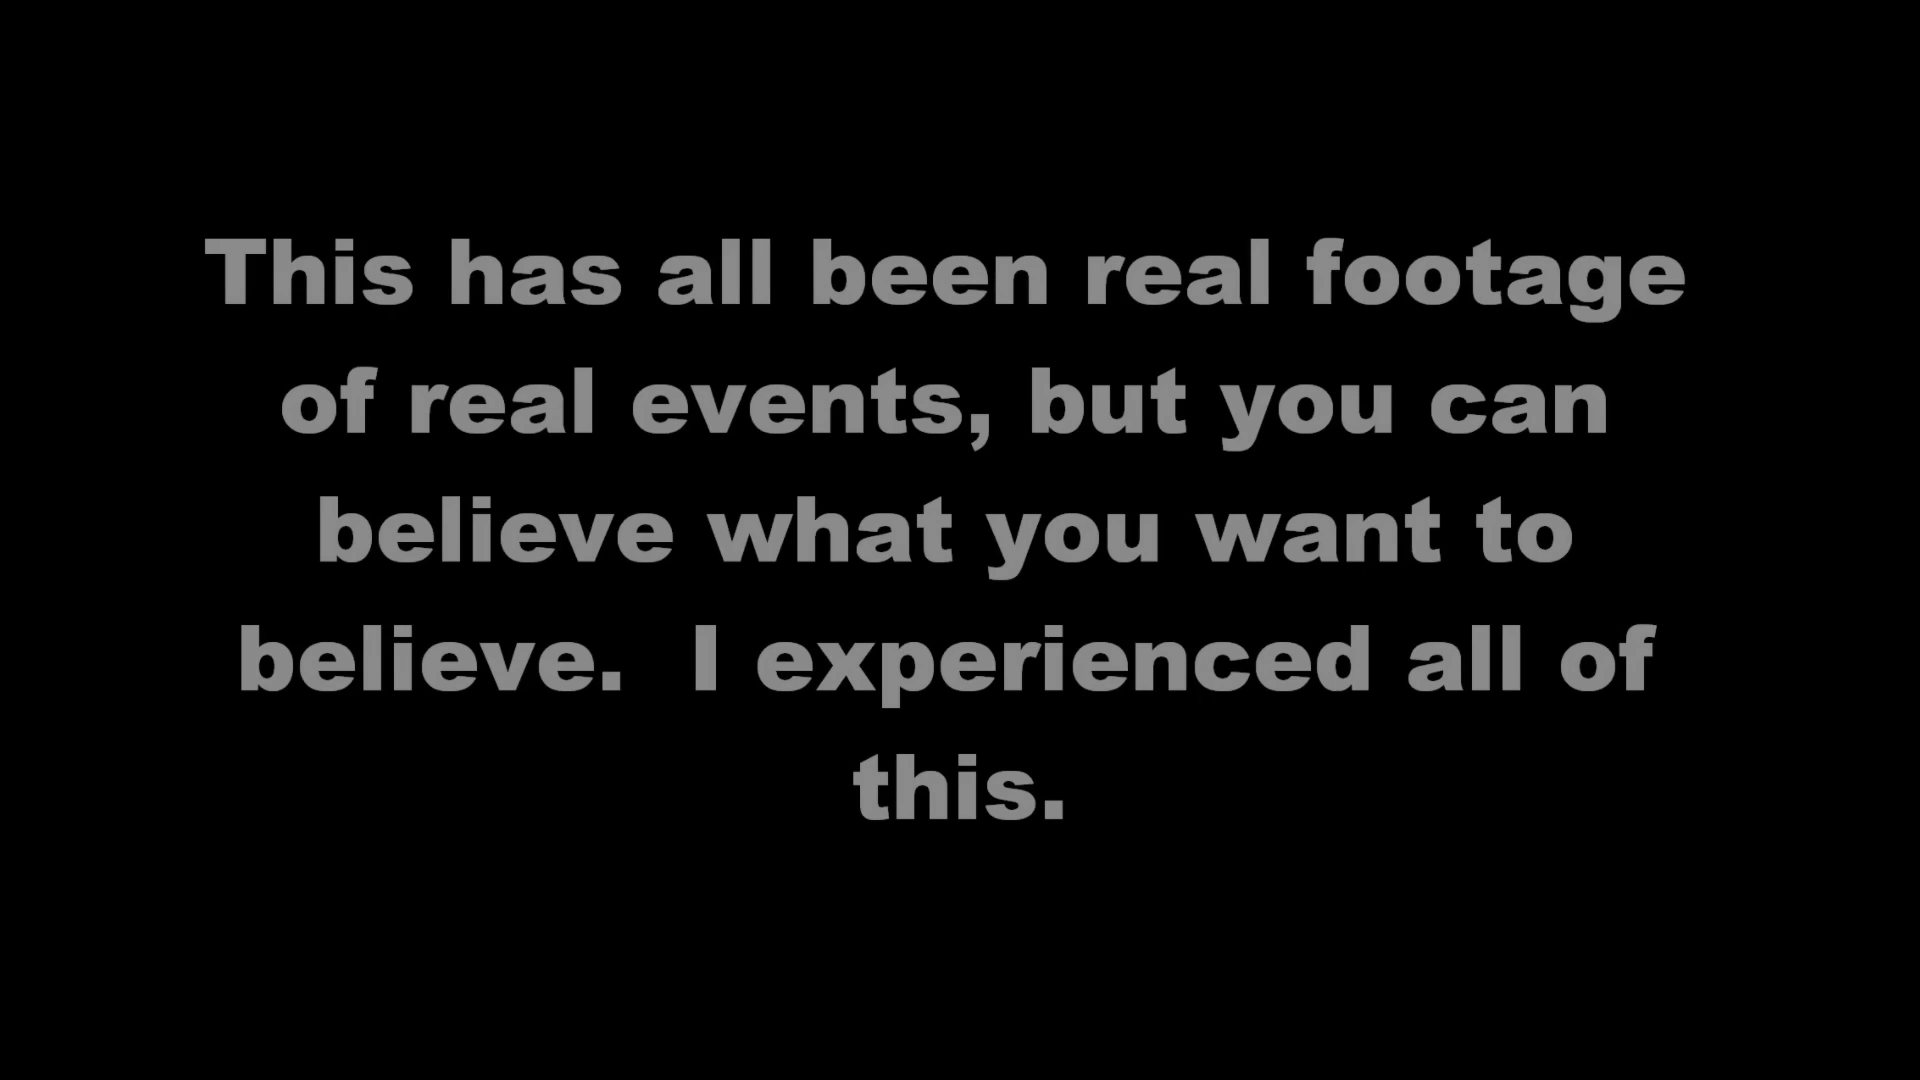 This has all been real footage
of real events, but you can
believe what you want to
believe.  I experienced all of
this.